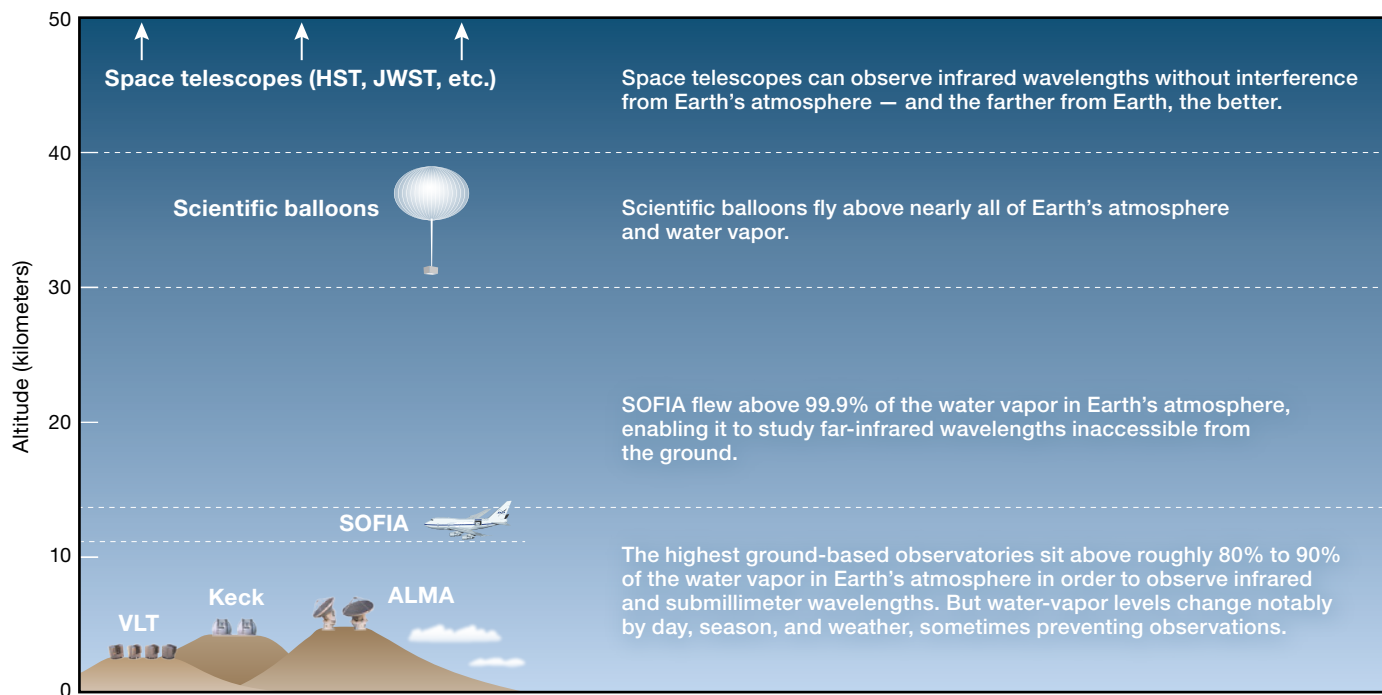 50
Space telescopes (HST, JWST, etc.)
Space telescopes can observe infrared wavelengths without interference
from Earth’s atmosphere — and the farther from Earth, the better.
40
Scientific balloons
Scientific balloons fly above nearly all of Earth’s atmosphere
and water vapor.
Altitude (kilometers)
30
SOFIA flew above 99.9% of the water vapor in Earth’s atmosphere,
enabling it to study far-infrared wavelengths inaccessible from
the ground.
20
SOFIA
10
The highest ground-based observatories sit above roughly 80% to 90%
of the water vapor in Earth’s atmosphere in order to observe infrared
and submillimeter wavelengths. But water-vapor levels change notably
by day, season, and weather, sometimes preventing observations.
VLT
Keck
ALMA
0